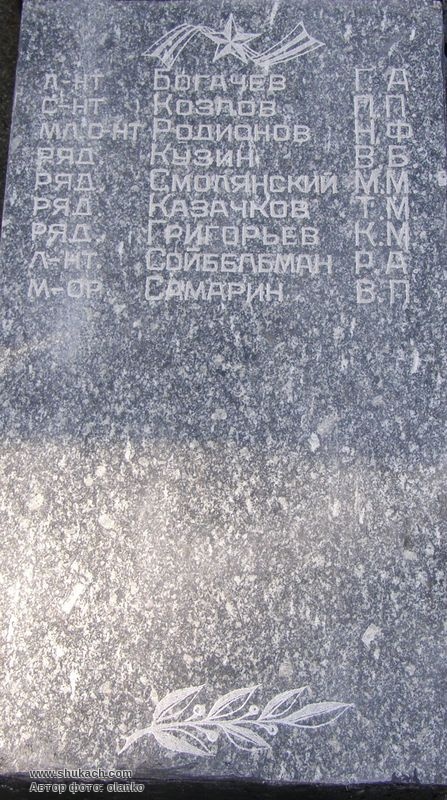 л-нт Богачев Г А
с-нт Козлов П П
мл.с-нт Родионов Н Ф
ряд Кузин В В
ряд. Смолянский М.М.
ряд Казачков Т М
ряд. Григорьев К.М
л-нт Сойбельман Р А
м-ор Самарин В.П.
www.shukach.com
Автор фото: olanko